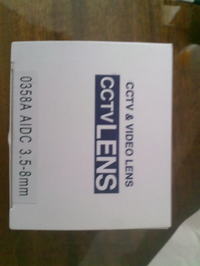 CCTV & VIDEO LENS
CCTV LENS
0358A AIDC 3.5-8mm